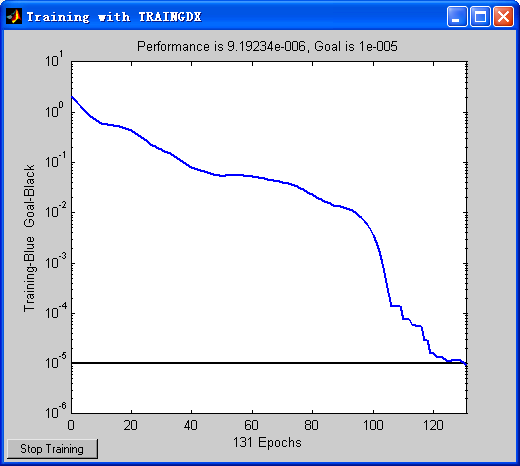 Training with TRAINGDX
Performance is 9.19234e-006, Goal is 1e-005
Training-Blue Goal-Black
10^1
10^0
10^-1
10^-2
10^-3
10^-4
10^-5
10^-6
0 20 40 60 80 100 120
131 Epochs
Stop Training